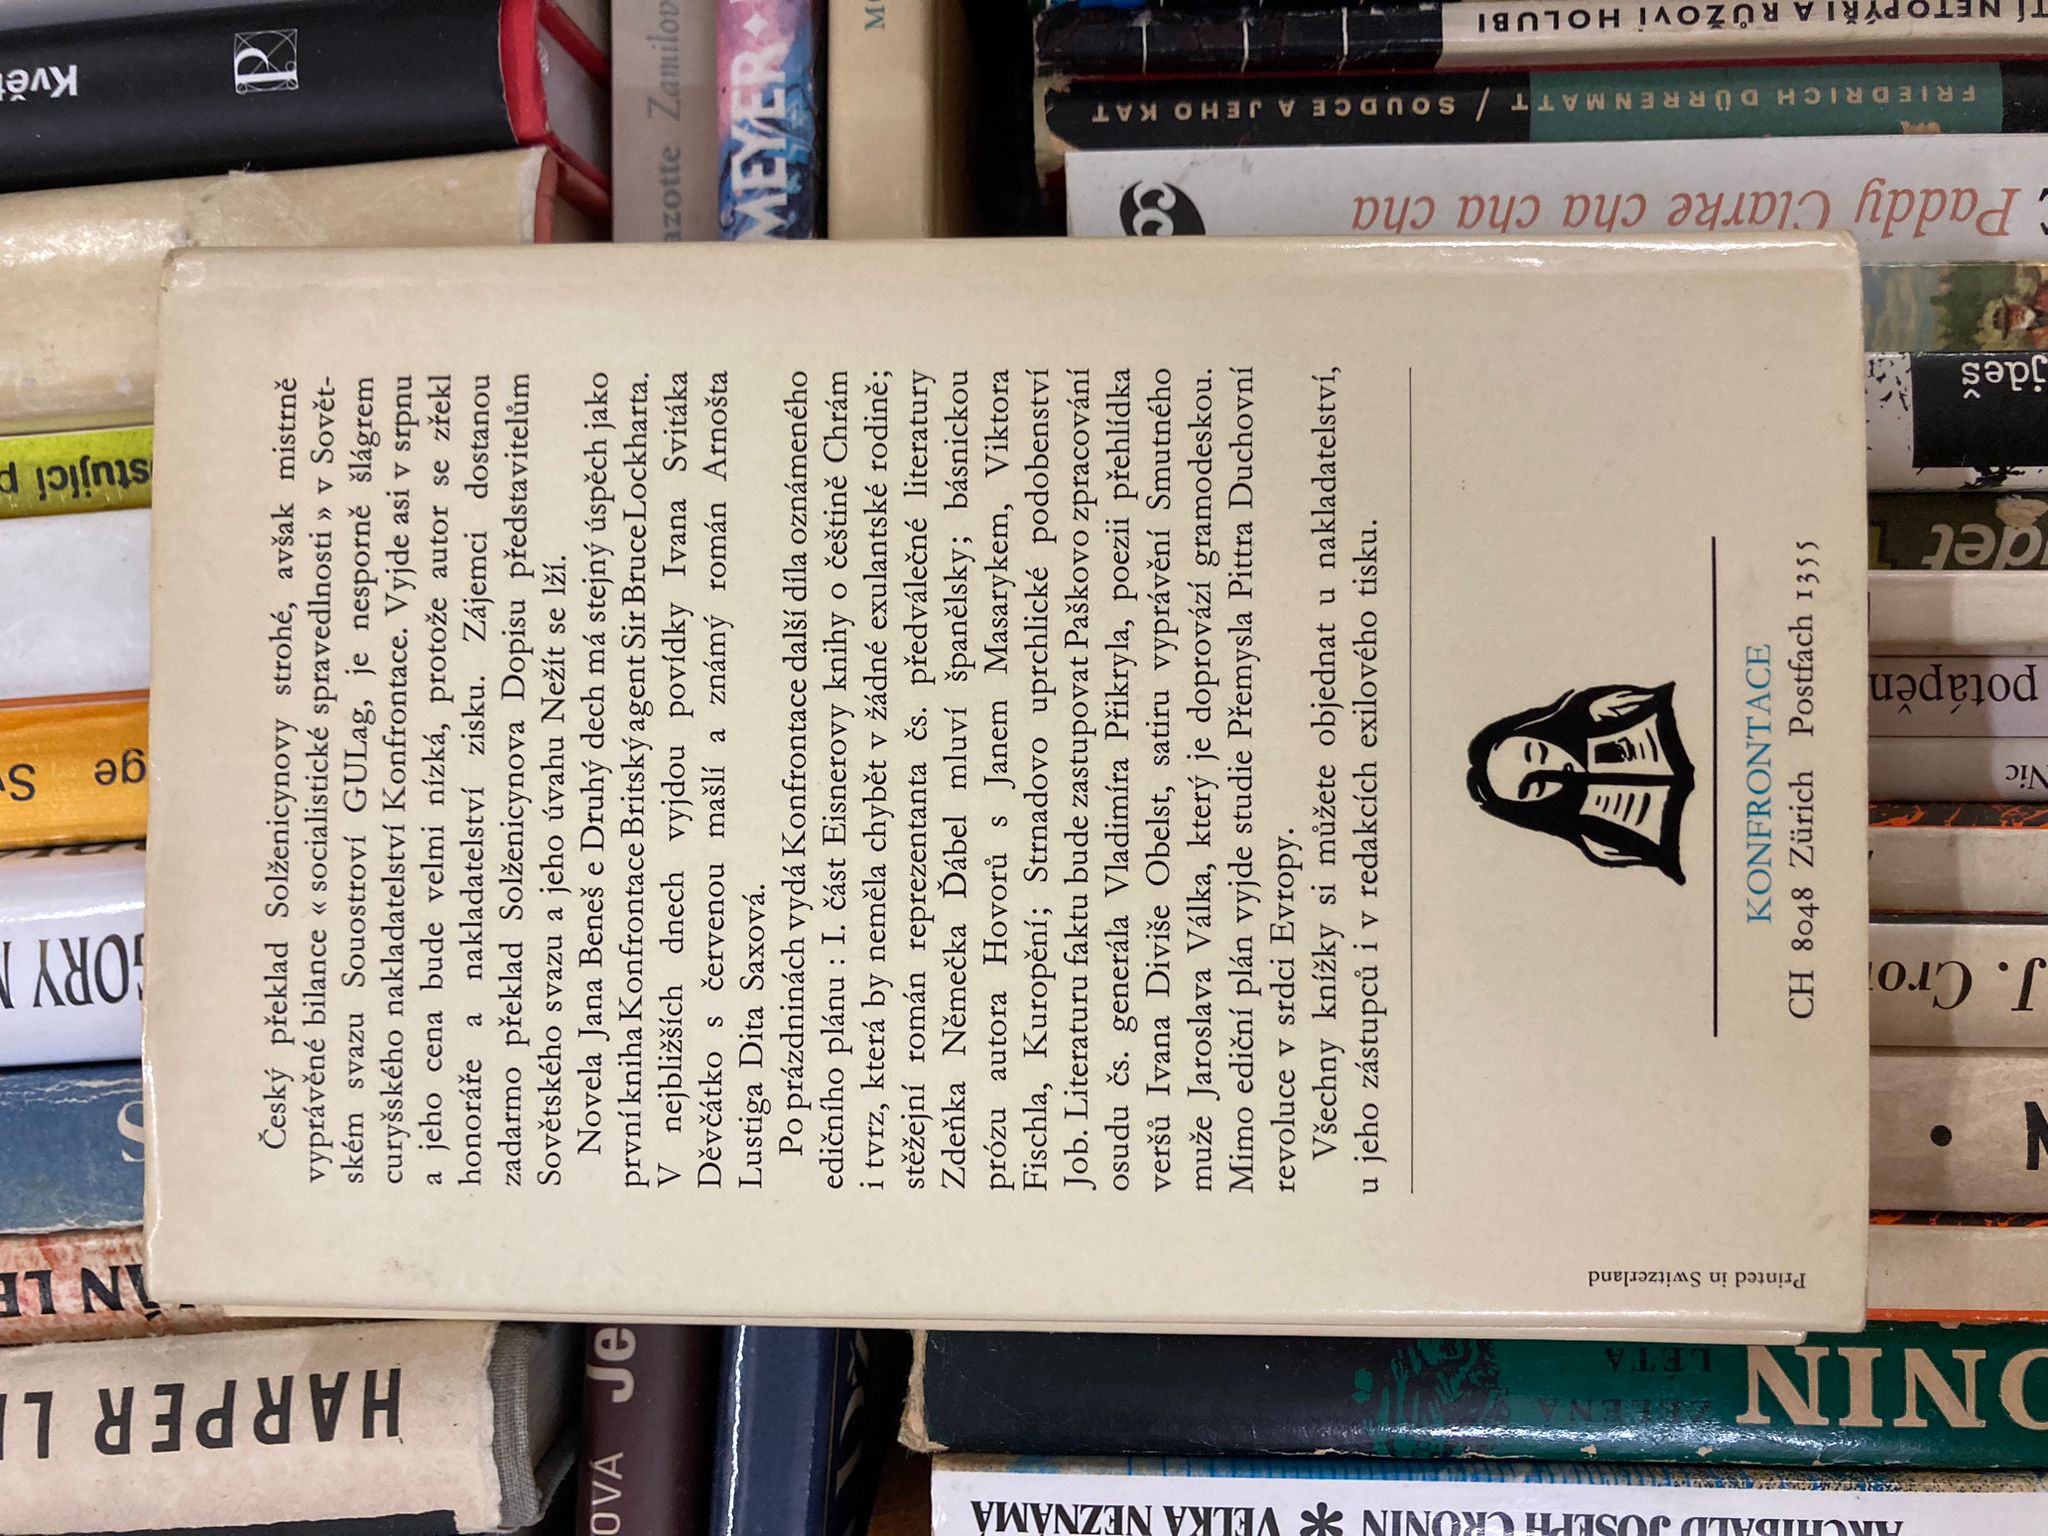 Český překlad Solženicynovy strohé, avšak mistrně
vyprávěné bilance « socialistické spravedlnosti » v Sovět-
ském svazu Souostroví GULag, je nesporně šlágrem
curyšského nakladatelství Konfrontace. Vyjde asi v srpnu
a jeho cena bude velmi nízká, protože autor se zřekl
honoráře a nakladatelství zisku. Zájemci dostanou
zadarmo překlad Solženicynova Dopisu představitelům
Sovětského svazu a jeho úvahu Nežít se lží.
Novela Jana Beneš e Druhý dech má stejný úspěch jako
první kniha Konfrontace Britský agent Sir Bruce Lockharta.
V nejbližších dnech vyjdou povídky Ivana Svitáka
Děvčátko s červenou mašlí a známý román Arnošta
Lustiga Dita Saxová.
Po prázdninách vydá Konfrontace další díla oznámeného
edičního plánu : I. část Eisnerovy knihy o češtině Chrám
i tvrz, která by neměla chybět v žádné exulantské rodině;
stěžejní román reprezentanta čs. předválečné literatury
Zdeňka Němečka Ďábel mluví španělsky; básnickou
prózu autora Hovorů s Janem Masarykem, Viktora
Fischla, Kuropění; Strnadovo uprchlické podobenství
Job. Literaturu faktu bude zastupovat Paškovo zpracování
osudu čs. generála Vladimíra Přikryla, poezii přehlídka
veršů Ivana Diviše Obelst, satiru vyprávění Smutného
muže Jaroslava Válka, který je doprovází gramodeskou.
Mimo ediční plán vyjde studie Přemysla Pittra Duchovní
revoluce v srdci Evropy.
Všechny knížky si můžete objednat u nakladatelství,
u jeho zástupců i v redakcích exilového tisku.
KONFRONTACE
CH 8048 Zürich Postfach 1355
Printed in Switzerland
NETOPÝŘI A RŮŽOVÍ HOLUBI
FRIEDRICH DÜRRENMATT / SOUDCE A JEHO KAT
Paddy Clarke cha cha cha
MEYER
HARPER
ZELENÁ LÉTA
ARCHIBALD JOSEPH CRONIN * VELKÁ NEZNÁMÁ